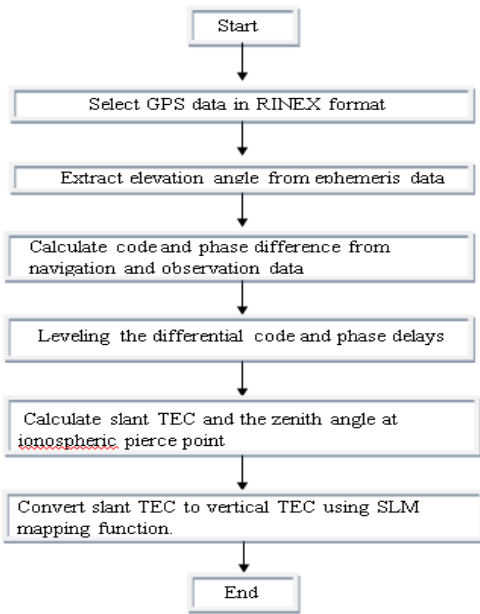 Start
Select GPS data in RINEX format
Extract elevation angle from ephemeris data
Calculate code and phase difference from
navigation and observation data
Leveling the differential code and phase delays
Calculate slant TEC and the zenith angle at
ionospheric pierce point
Convert slant TEC to vertical TEC using SLM
mapping function.
End